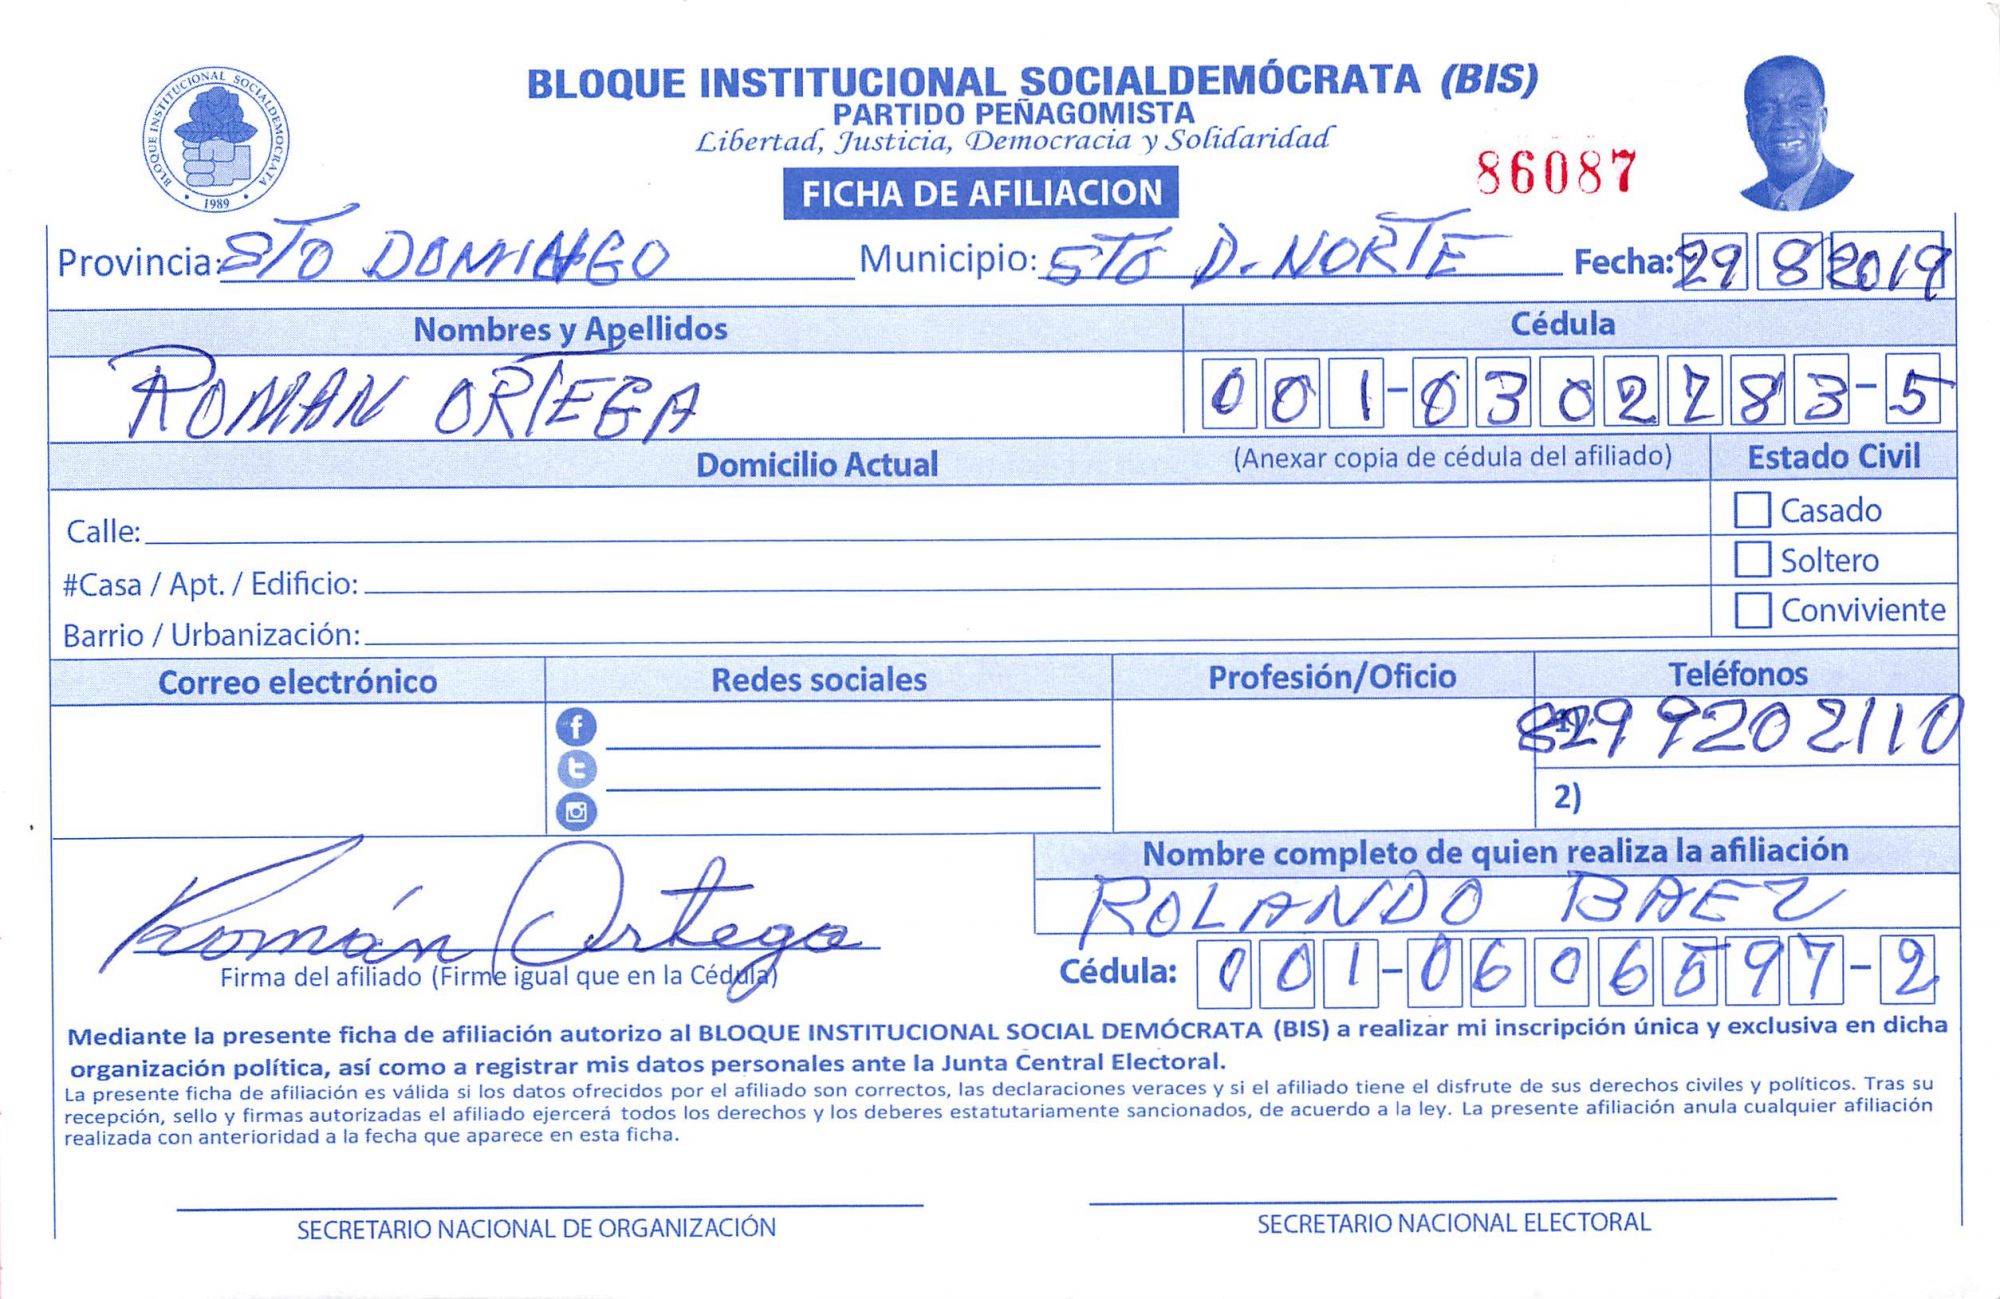 BLOQUE INSTITUCIONAL SOCIALDEMOCRATA
1989
BLOQUE INSTITUCIONAL SOCIALDEMÓCRATA (BIS)
PARTIDO PEÑAGOMISTA
Libertad, Justicia, Democracia y Solidaridad
FICHA DE AFILIACION
86087
Provincia: STO DOMINGO Municipio: STO D. NORTE Fecha: 29 8 2019
Nombres y Apellidos Cédula
ROMAN ORTEGA 001-0302783-5
Domicilio Actual (Anexar copia de cédula del afiliado) Estado Civil
Calle: Casado
#Casa / Apt. / Edificio: Soltero
Barrio / Urbanización: Conviviente
Correo electrónico Redes sociales Profesión/Oficio Teléfonos
1) 8299202110
2)
Nombre completo de quien realiza la afiliación
ROLANDO BAEZ
Román Ortega
Firma del afiliado (Firme igual que en la Cédula) Cédula: 001-0606597-2
Mediante la presente ficha de afiliación autorizo al BLOQUE INSTITUCIONAL SOCIAL DEMÓCRATA (BIS) a realizar mi inscripción única y exclusiva en dicha
organización política, así como a registrar mis datos personales ante la Junta Central Electoral.
La presente ficha de afiliación es válida si los datos ofrecidos por el afiliado son correctos, las declaraciones veraces y si el afiliado tiene el disfrute de sus derechos civiles y políticos. Tras su
recepción, sello y firmas autorizadas el afiliado ejercerá todos los derechos y los deberes estatutariamente sancionados, de acuerdo a la ley. La presente afiliación anula cualquier afiliación
realizada con anterioridad a la fecha que aparece en esta ficha.
SECRETARIO NACIONAL DE ORGANIZACIÓN SECRETARIO NACIONAL ELECTORAL